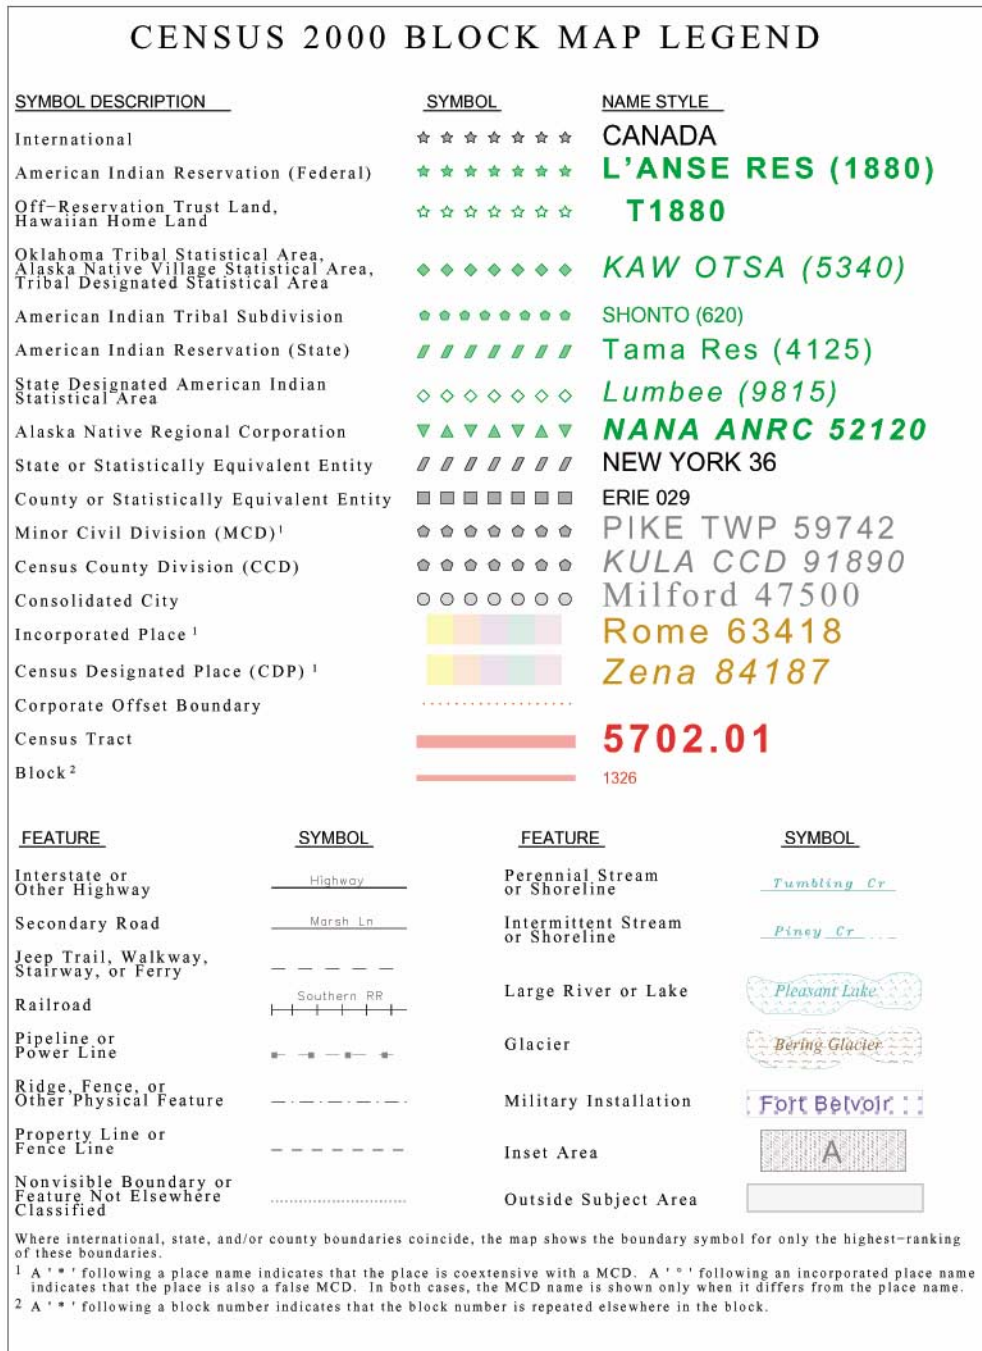 CENSUS 2000 BLOCK MAP LEGEND
SYMBOL DESCRIPTION SYMBOL NAME STYLE
International CANADA
American Indian Reservation (Federal) L'ANSE RES (1880)
Off-Reservation Trust Land,
Hawaiian Home Land T1880
Oklahoma Tribal Statistical Area,
Alaska Native Village Statistical Area, KAW OTSA (5340)
Tribal Designated Statistical Area
American Indian Tribal Subdivision SHONTO (620)
American Indian Reservation (State) Tama Res (4125)
State Designated American Indian
Statistical Area Lumbee (9815)
Alaska Native Regional Corporation NANA ANRC 52120
State or Statistically Equivalent Entity NEW YORK 36
County or Statistically Equivalent Entity ERIE 029
Minor Civil Division (MCD)¹ PIKE TWP 59742
Census County Division (CCD) KULA CCD 91890
Consolidated City Milford 47500
Incorporated Place ¹ Rome 63418
Census Designated Place (CDP) ¹ Zena 84187
Corporate Offset Boundary
Census Tract 5702.01
Block ² 1326
FEATURE SYMBOL FEATURE SYMBOL
Interstate or
Other Highway Highway
Perennial Stream
or Shoreline Tumbling Cr
Secondary Road Marsh Ln
Intermittent Stream
or Shoreline Piney Cr
Jeep Trail, Walkway,
Stairway, or Ferry
Railroad Southern RR
Large River or Lake Pleasant Lake
Pipeline or
Power Line
Glacier Bering Glacier
Ridge, Fence, or
Other Physical Feature
Military Installation Fort Belvoir
Property Line or
Fence Line
Inset Area A
Nonvisible Boundary or
Feature Not Elsewhere
Classified
Outside Subject Area
Where international, state, and/or county boundaries coincide, the map shows the boundary symbol for only the highest-ranking
of these boundaries.
¹ A ' * ' following a place name indicates that the place is coextensive with a MCD. A ' ° ' following an incorporated place name
indicates that the place is also a false MCD. In both cases, the MCD name is shown only when it differs from the place name.
² A ' * ' following a block number indicates that the block number is repeated elsewhere in the block.